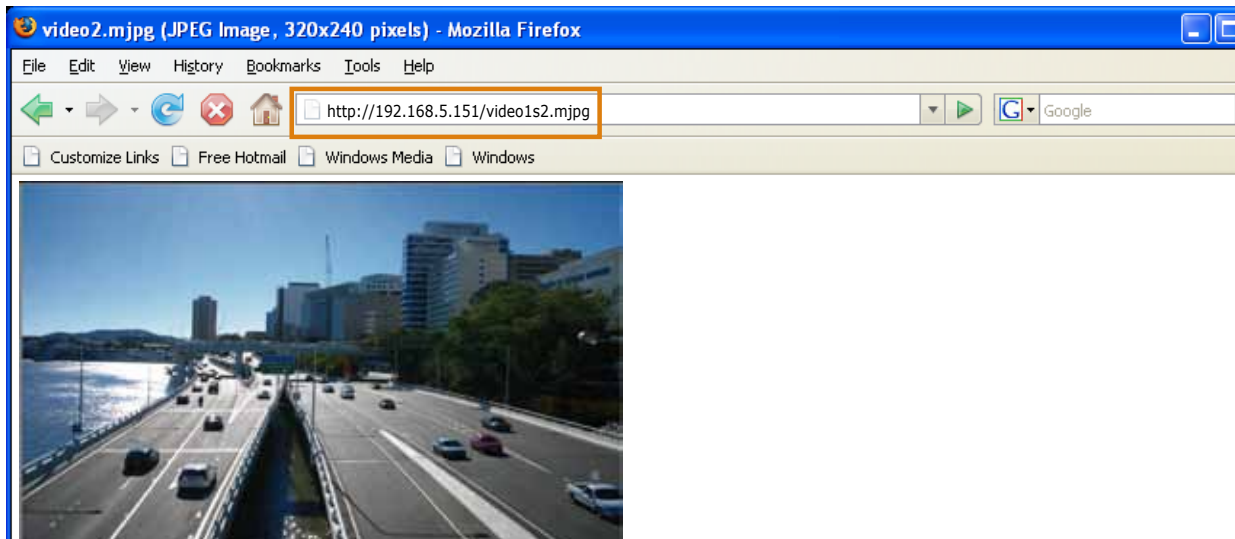 video2.mjpg (JPEG Image, 320x240 pixels) - Mozilla Firefox
File Edit View History Bookmarks Tools Help
http://192.168.5.151/video1s2.mjpg G Google
Customize Links Free Hotmail Windows Media Windows